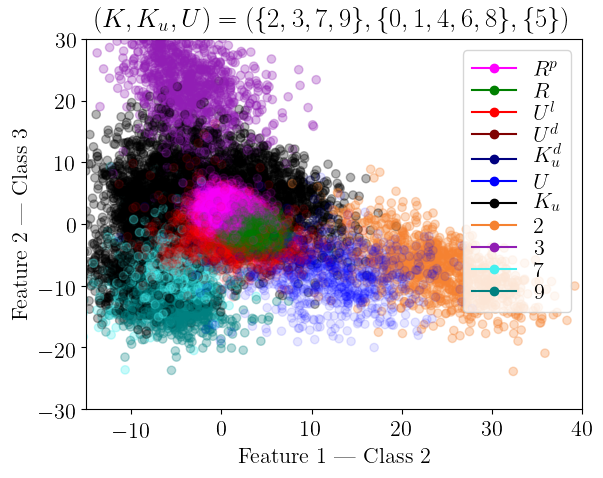 (K, K_u, U) = ({2, 3, 7, 9}, {0, 1, 4, 6, 8}, {5})
30
20
10
0
−10
−20
−30
Feature 2 — Class 3
R^p
R
U^l
U^d
K_u^d
U
K_u
2
3
7
9
−10
0
10
20
30
40
Feature 1 — Class 2